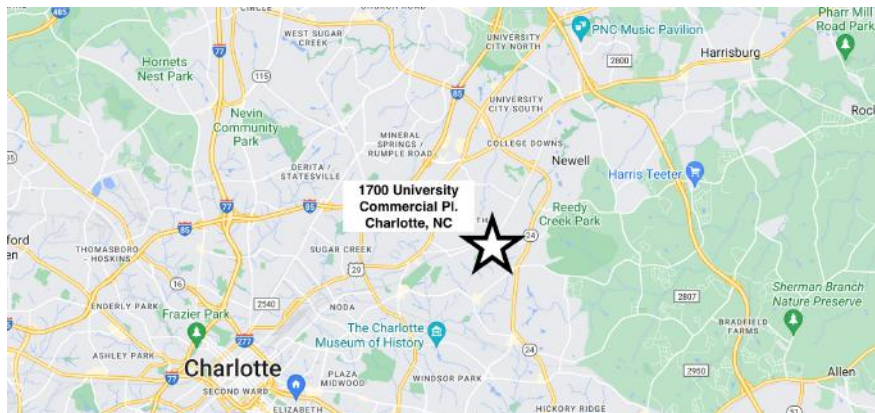 CIRCLE
CHURCH ROAD
Pharr Mill
Road Park
485
77
WEST SUGAR
CREEK
UNIVERSITY
CITY NORTH
PNC Music Pavilion
Harrisburg
2800
Hornets
Nest Park
115
85
UNIVERSITY
CITY SOUTH
Nevin
Community
Park
MINERAL
SPRINGS /
RUMPLE ROAD
COLLEGE DOWNS
Newell
DERITA /
STATESVILLE
Harris Teeter
1700 University
Commercial Pl.
Charlotte, NC
77
85
85
Reedy
Creek Park
24
THOMASBORO
- HOSKINS
SUGAR CREEK
29
16
2540
NODA
2807
Sherman Branch
Nature Preserve
ENDERLY PARK
Frazier Park
277
The Charlotte
Museum of History
BRADFIELD
FARMS
ASHLEY PARK
Charlotte
24
Allen
77
PLAZA
MIDWOOD
WINDSOR PARK
2950
SECOND WARD
ELIZABETH
HICKORY RIDGE